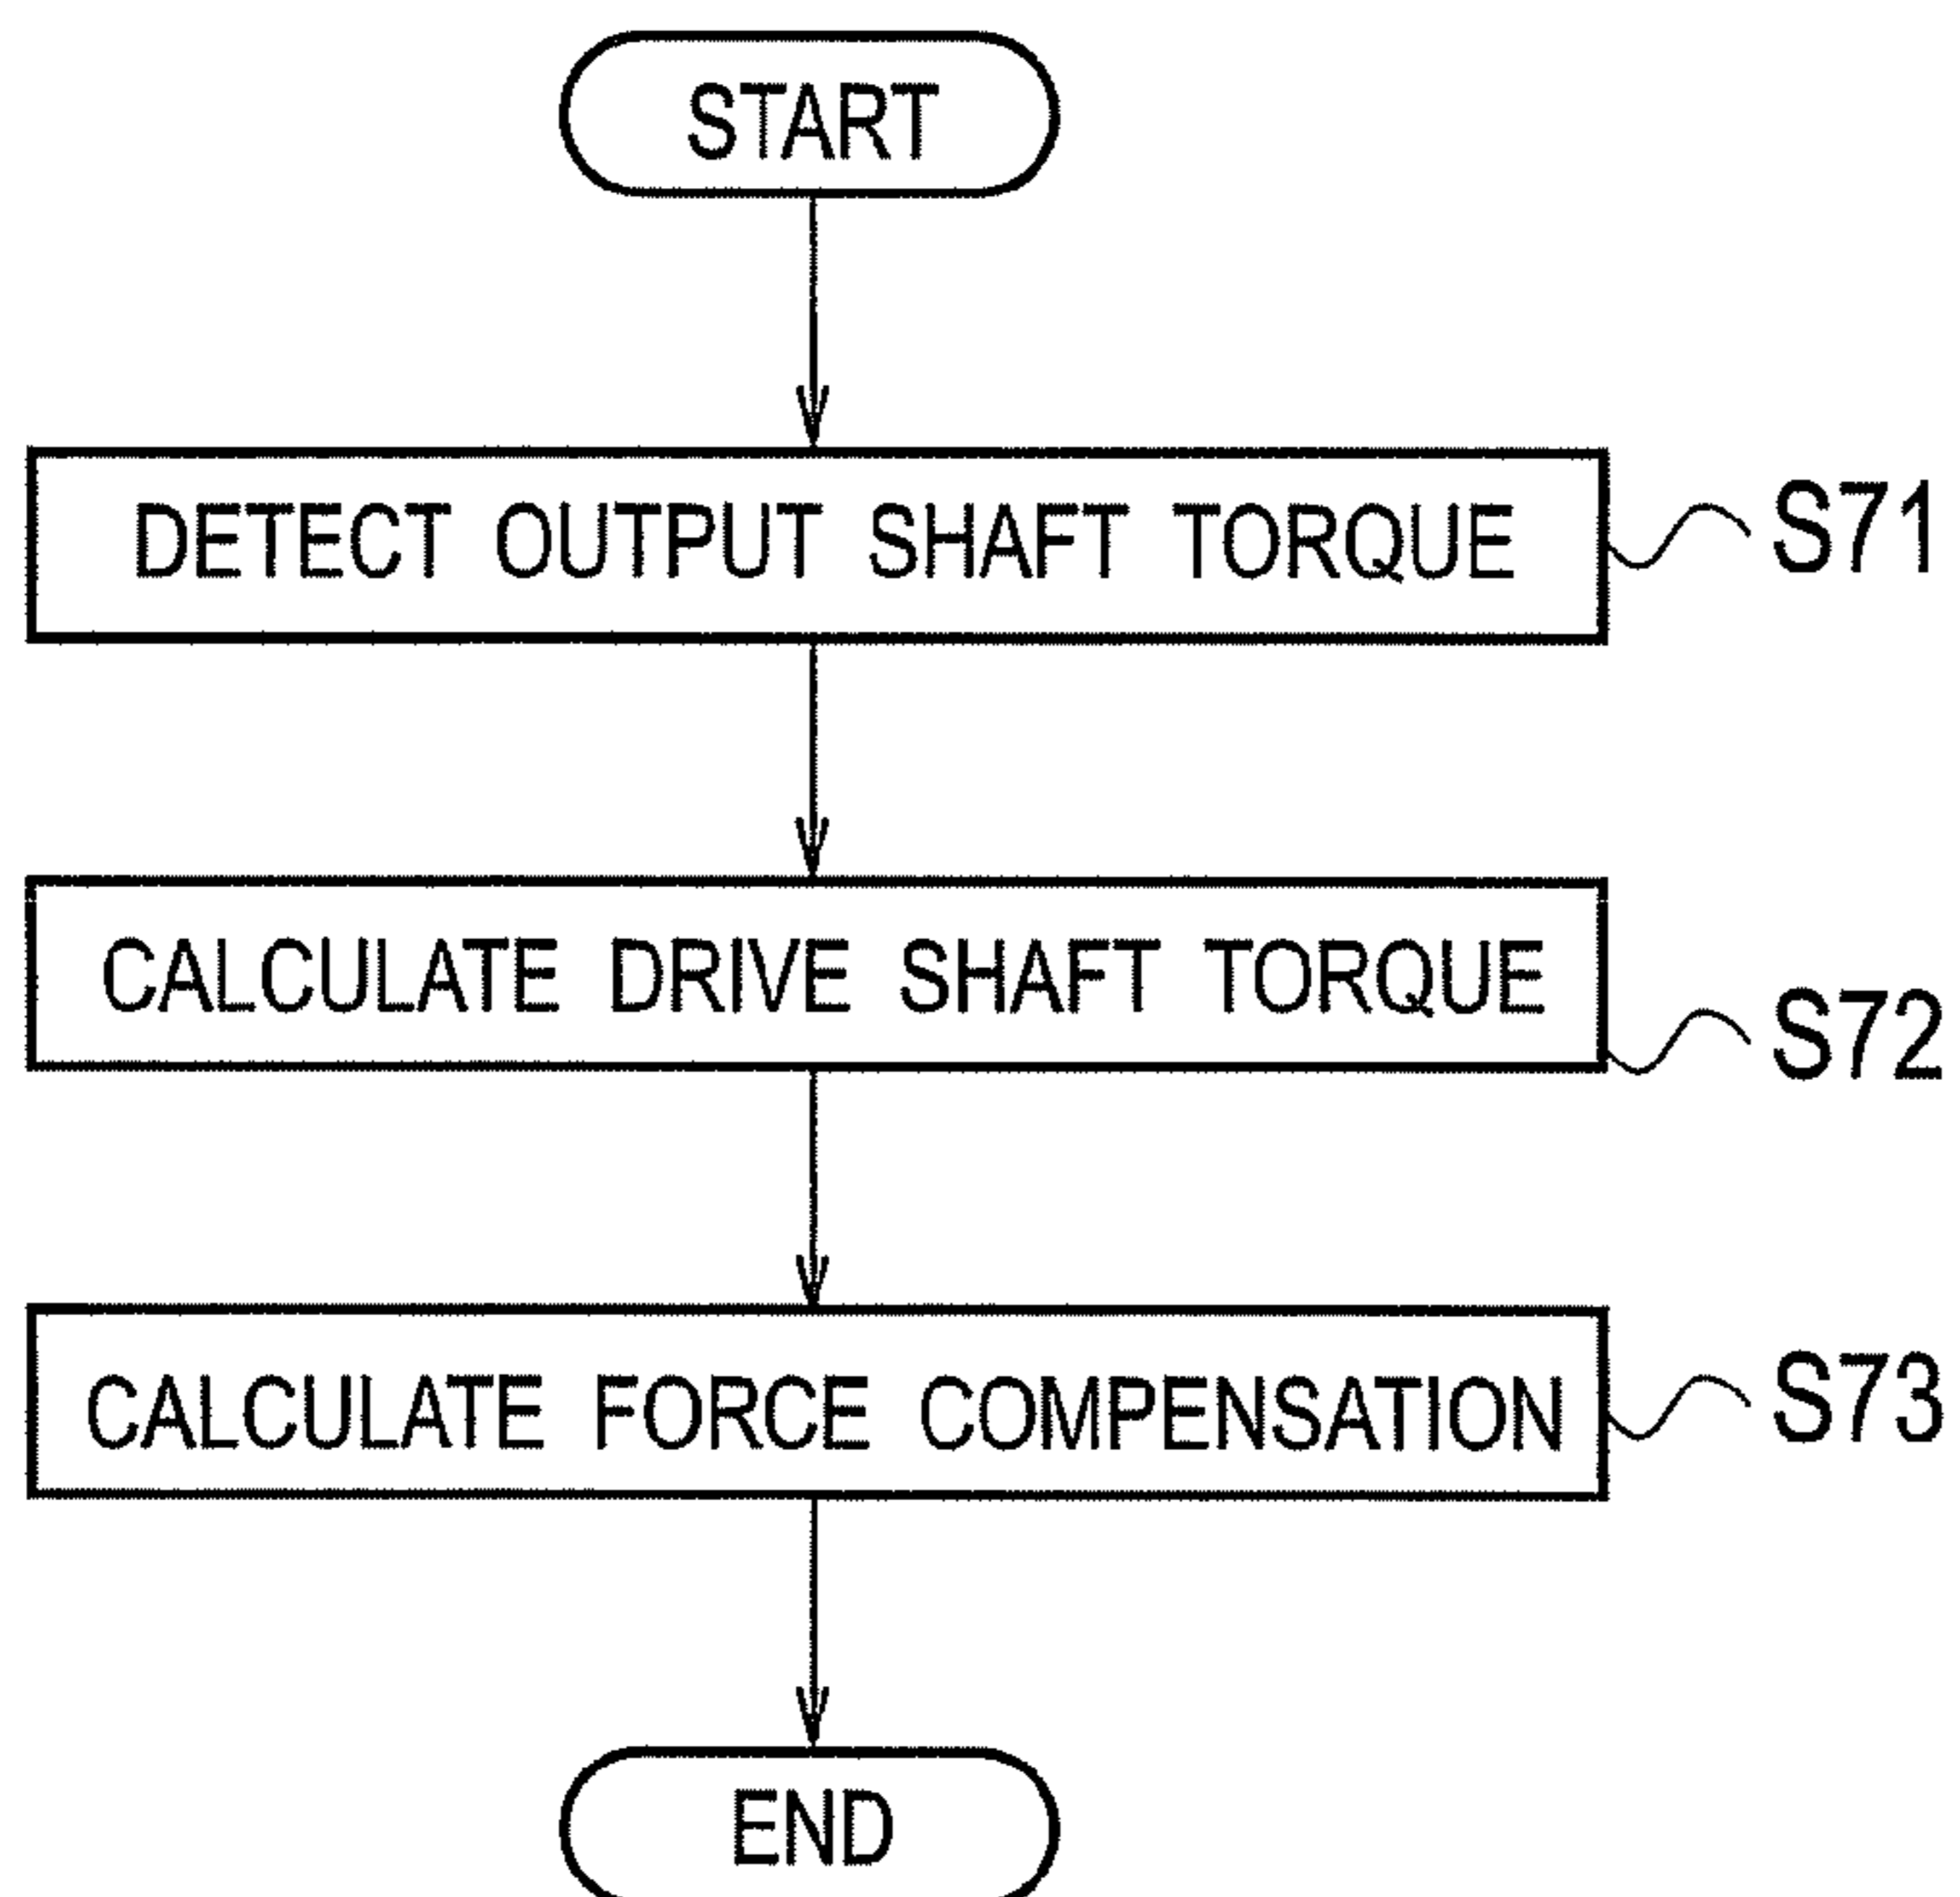 START
DETECT OUTPUT SHAFT TORQUE
S71
CALCULATE DRIVE SHAFT TORQUE
S72
CALCULATE FORCE COMPENSATION
S73
END